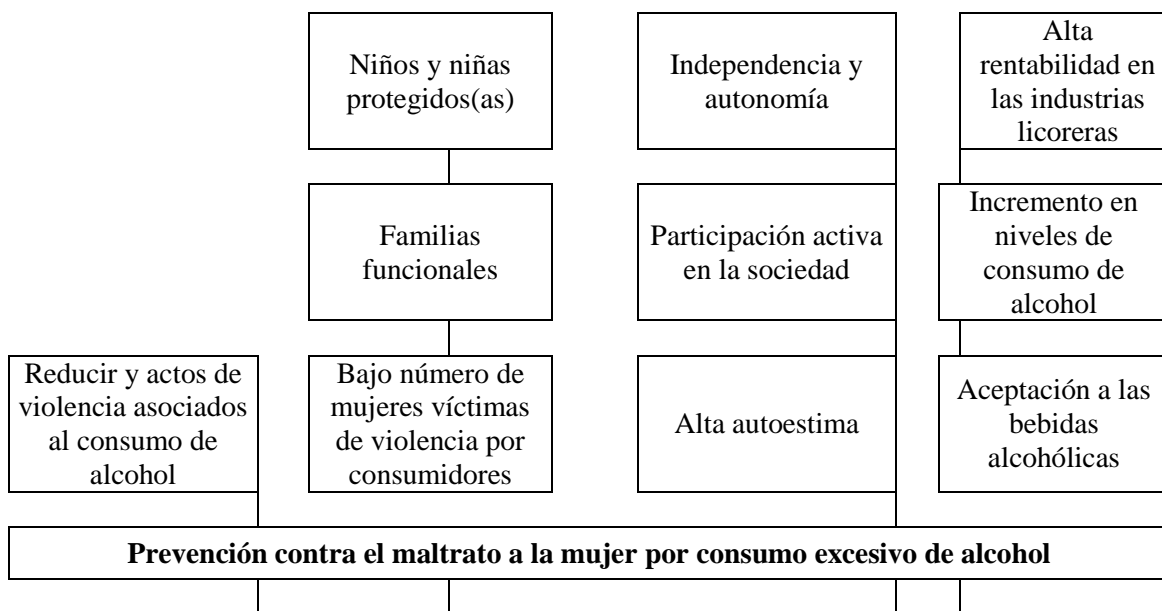 Niños y niñas
protegidos(as)
Independencia y
autonomía
Alta
rentabilidad en
las industrias
licoreras
Familias
funcionales
Participación activa
en la sociedad
Incremento en
niveles de
consumo de
alcohol
Reducir y actos de
violencia asociados
al consumo de
alcohol
Bajo número de
mujeres víctimas
de violencia por
consumidores
Alta autoestima
Aceptación a las
bebidas
alcohólicas
Prevención contra el maltrato a la mujer por consumo excesivo de alcohol